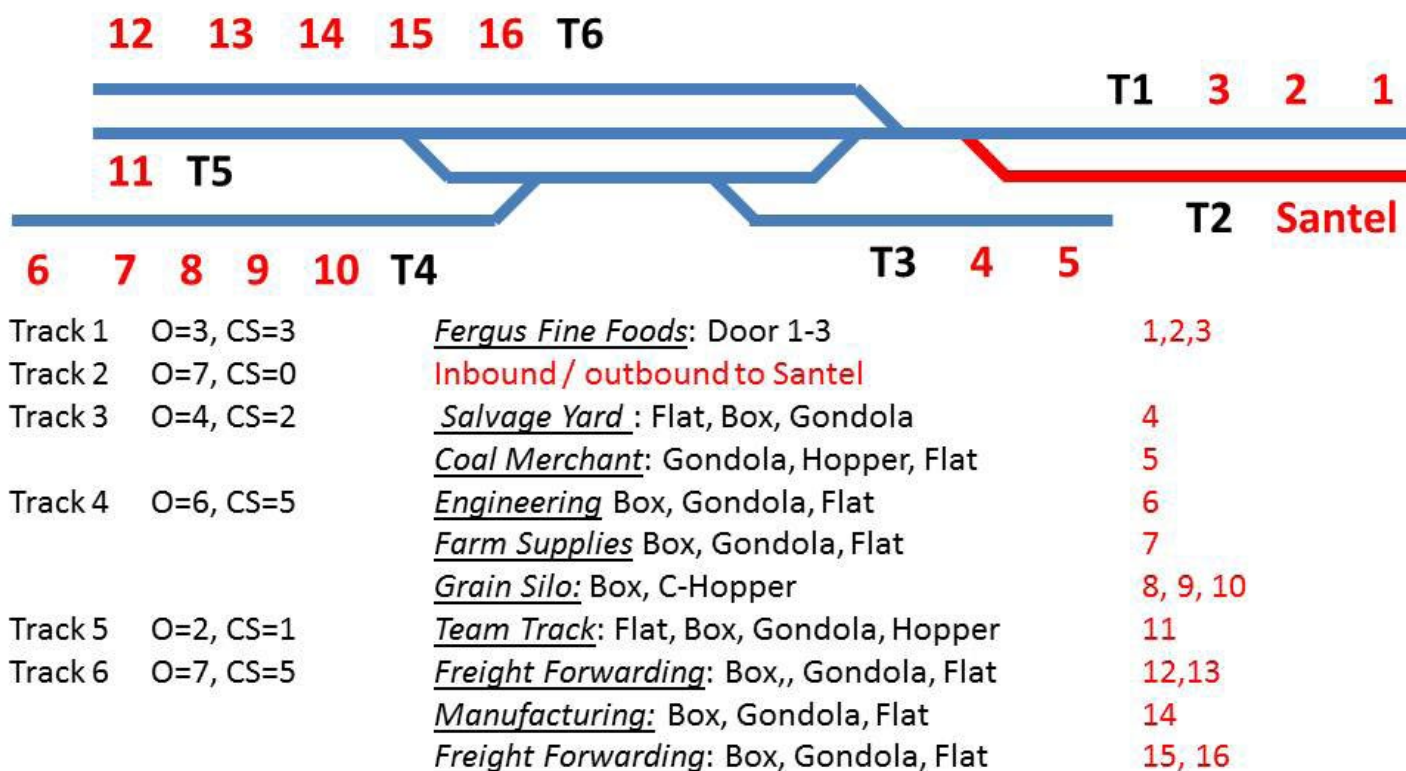 12 13 14 15 16 T6
T1 3 2 1
11 T5
T2 Santel
6 7 8 9 10 T4
T3 4 5
Track 1 O=3, CS=3 Fergus Fine Foods: Door 1-3 1,2,3
Track 2 O=7, CS=0 Inbound / outbound to Santel
Track 3 O=4, CS=2 Salvage Yard : Flat, Box, Gondola 4
Coal Merchant: Gondola, Hopper, Flat 5
Track 4 O=6, CS=5 Engineering Box, Gondola, Flat 6
Farm Supplies Box, Gondola, Flat 7
Grain Silo: Box, C-Hopper 8, 9, 10
Track 5 O=2, CS=1 Team Track: Flat, Box, Gondola, Hopper 11
Track 6 O=7, CS=5 Freight Forwarding: Box,, Gondola, Flat 12,13
Manufacturing: Box, Gondola, Flat 14
Freight Forwarding: Box, Gondola, Flat 15, 16